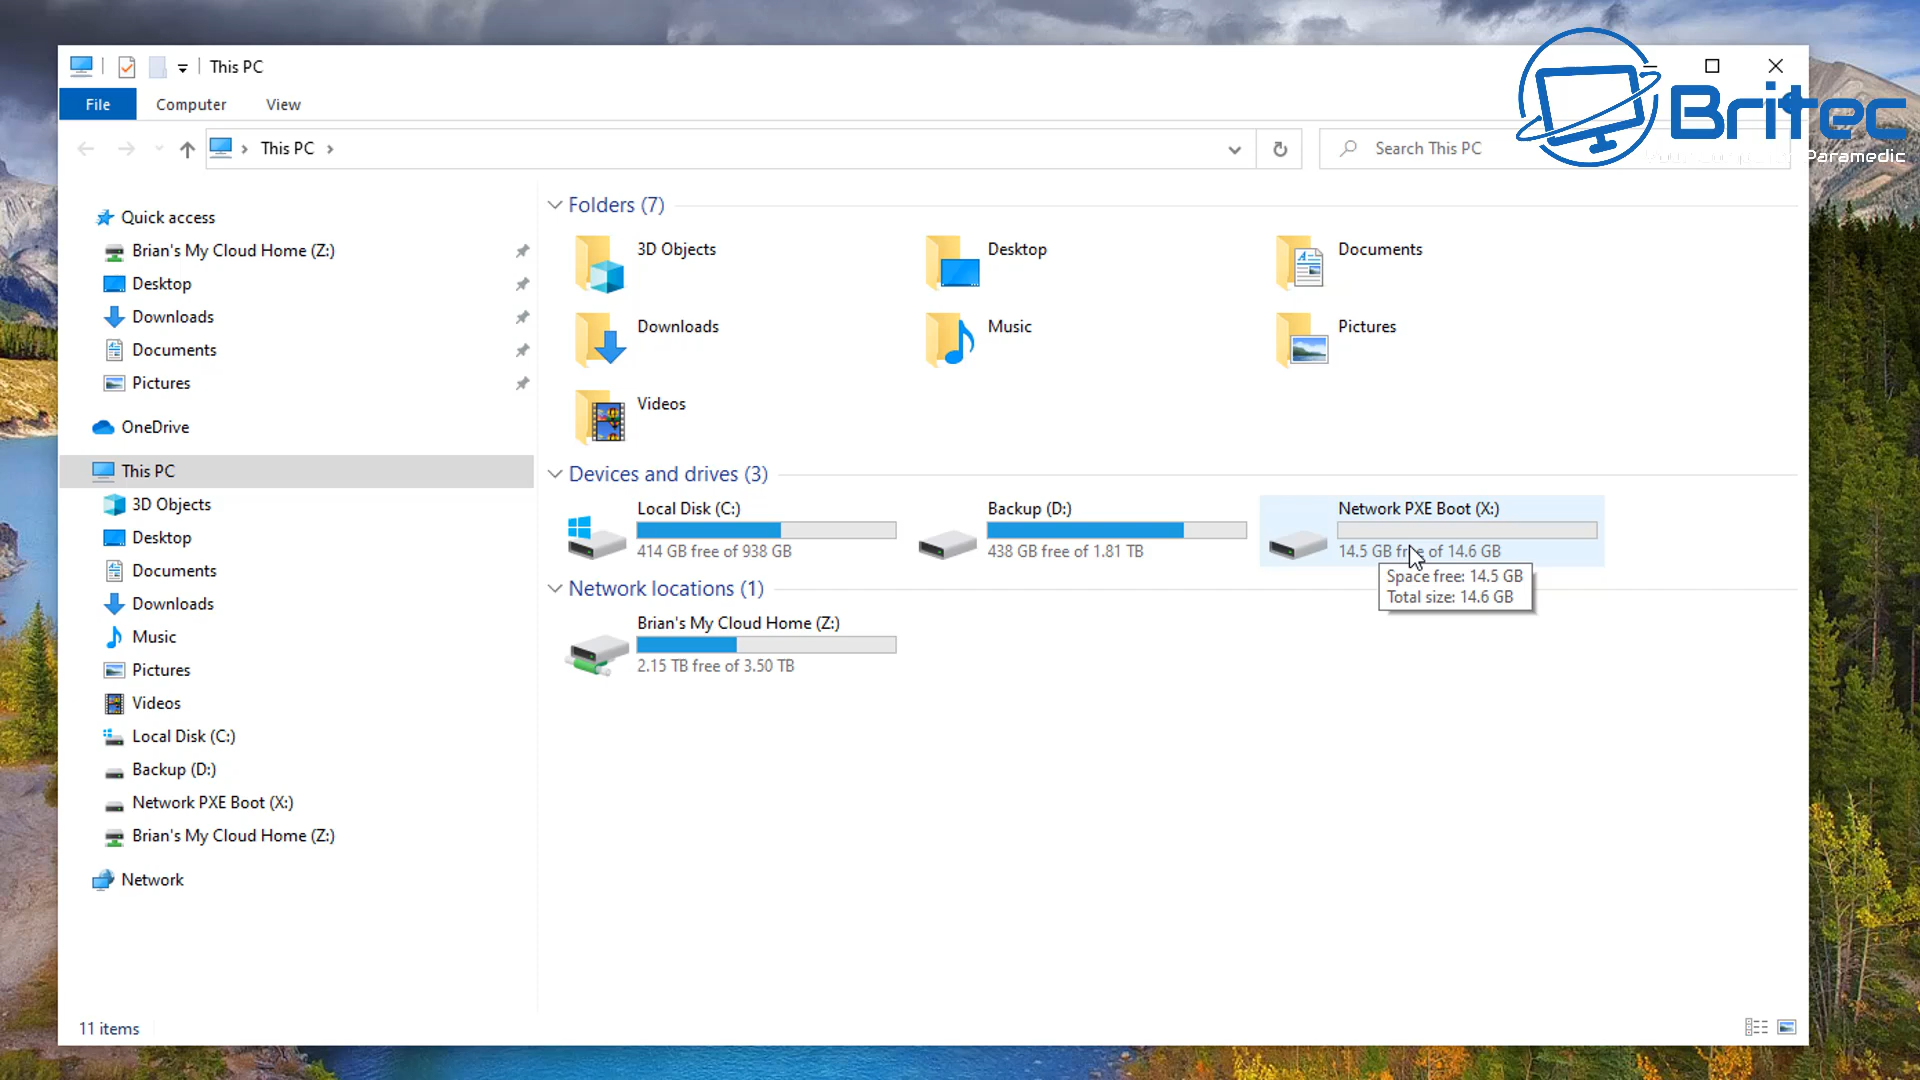 This PC
Britec
Paramedic
File
Computer
View
This PC
Search This PC
Quick access
Brian's My Cloud Home (Z:)
Desktop
Downloads
Documents
Pictures
OneDrive
This PC
3D Objects
Desktop
Documents
Downloads
Music
Pictures
Videos
Local Disk (C:)
Backup (D:)
Network PXE Boot (X:)
Brian's My Cloud Home (Z:)
Network
Folders (7)
3D Objects
Desktop
Documents
Downloads
Music
Pictures
Videos
Devices and drives (3)
Local Disk (C:)
414 GB free of 938 GB
Backup (D:)
438 GB free of 1.81 TB
Network PXE Boot (X:)
14.5 GB free of 14.6 GB
Space free: 14.5 GB
Total size: 14.6 GB
Network locations (1)
Brian's My Cloud Home (Z:)
2.15 TB free of 3.50 TB
11 items